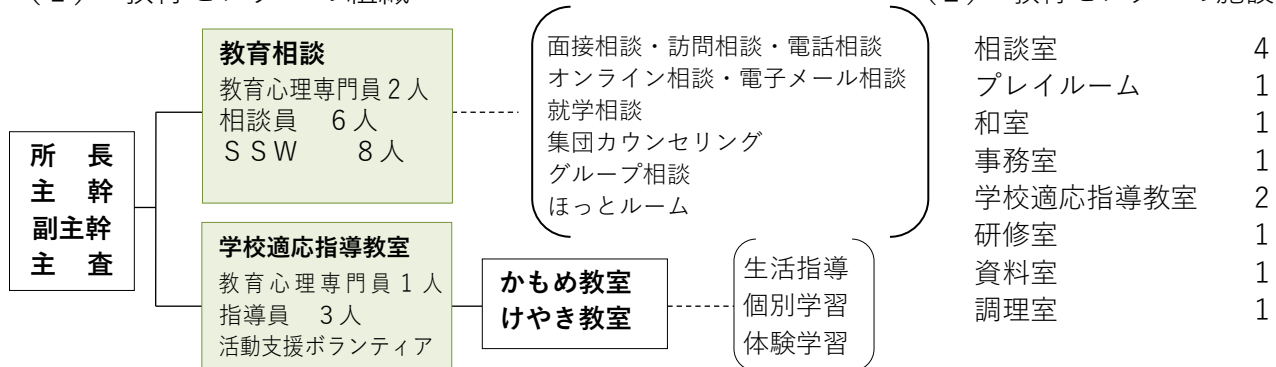 所　長
主　幹
副主幹
主　査
教育相談
教育心理専門員２人
相談員　６人
ＳＳＷ　　８人
面接相談・訪問相談・電話相談
オンライン相談・電子メール相談
就学相談
集団カウンセリング
グループ相談
ほっとルーム
学校適応指導教室
教育心理専門員１人
指導員　３人
活動支援ボランティア
かもめ教室
けやき教室
生活指導
個別学習
体験学習
相談室　4
プレイルーム　1
和室　1
事務室　1
学校適応指導教室　2
研修室　1
資料室　1
調理室　1